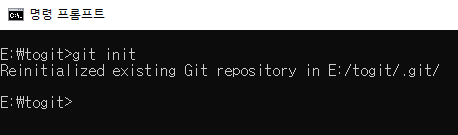 명령 프롬프트
E:₩togit>git init
Reinitialized existing Git repository in E:/togit/.git/
E:₩togit>